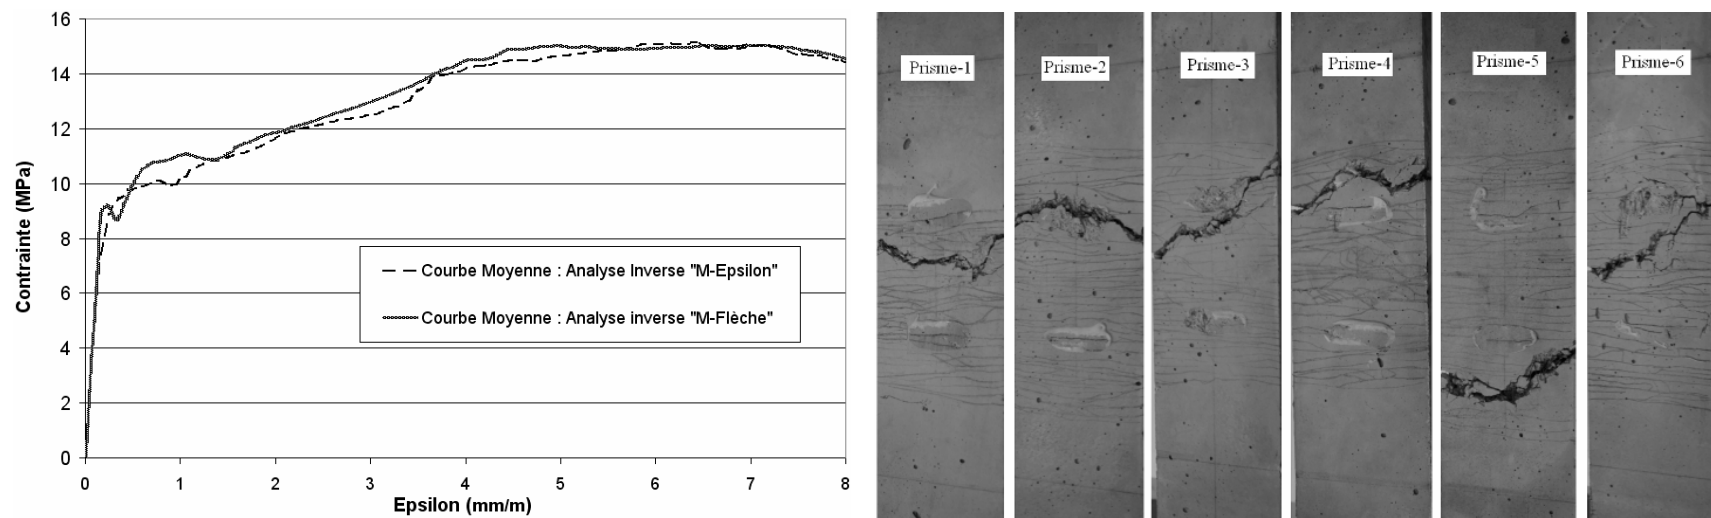 16
14
12
10
8
6
4
2
0
Contrainte (MPa)
Courbe Moyenne : Analyse Inverse "M-Epsilon"
Courbe Moyenne : Analyse inverse "M-Flèche"
0 1 2 3 4 5 6 7 8
Epsilon (mm/m)
Prisme-1 Prisme-2 Prisme-3 Prisme-4 Prisme-5 Prisme-6